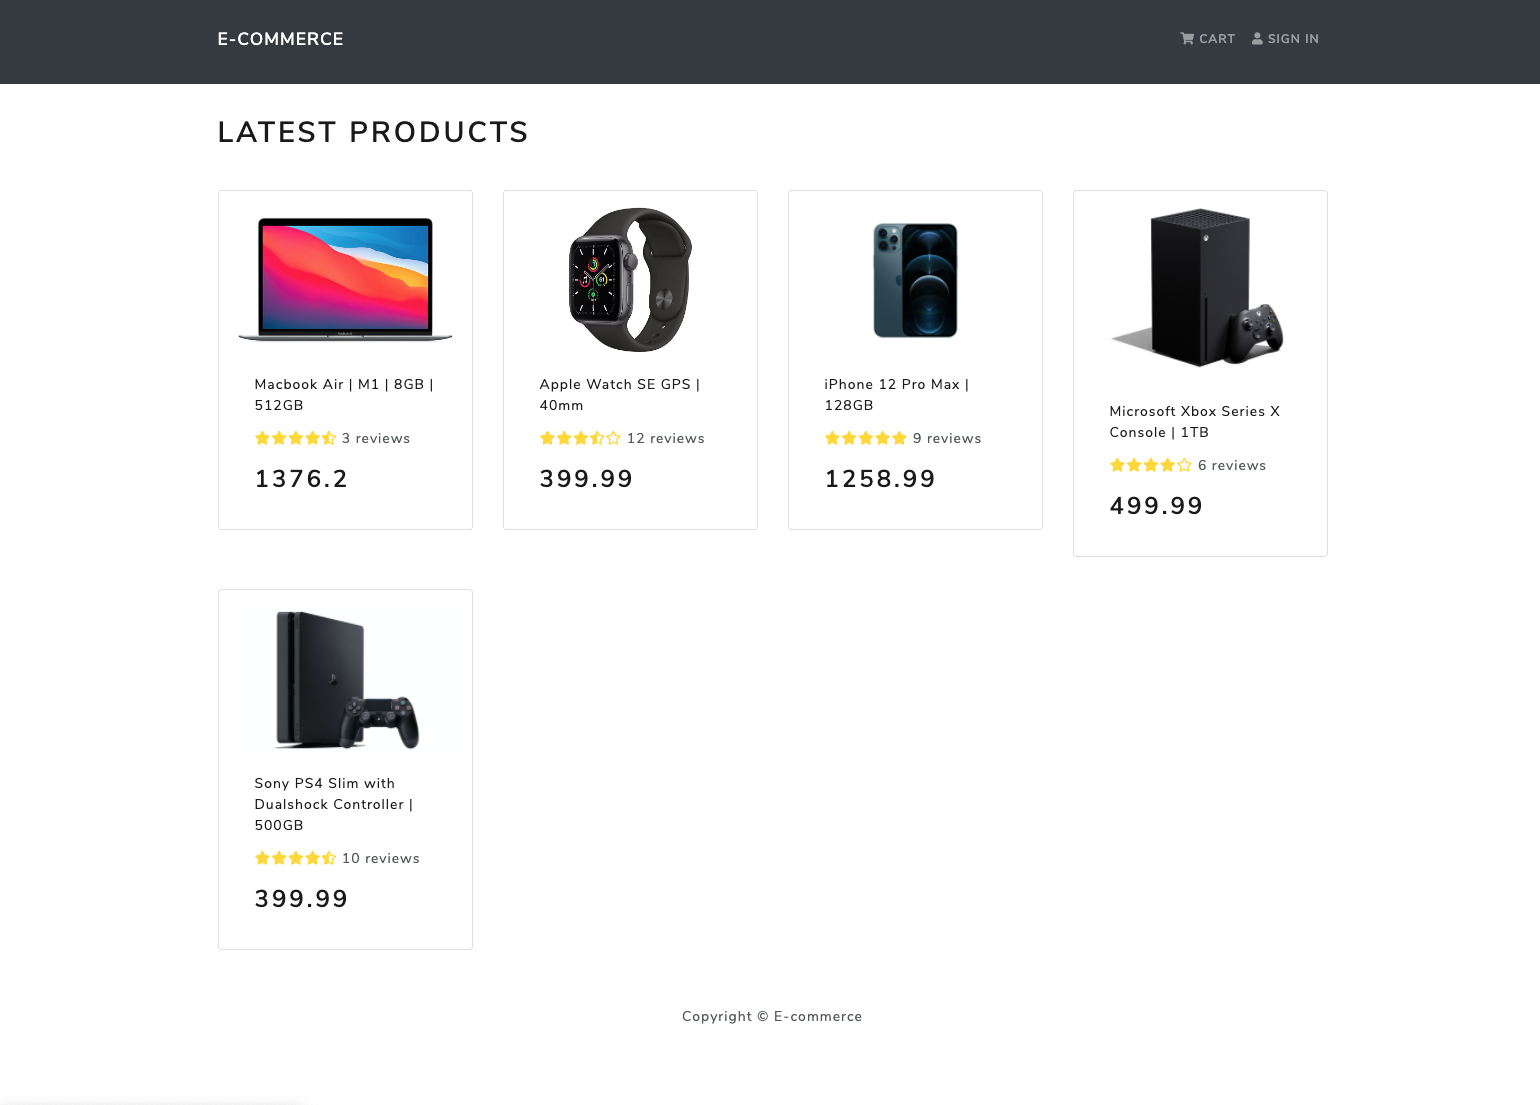 E-COMMERCE
CART
SIGN IN
LATEST PRODUCTS
Macbook Air | M1 | 8GB |
512GB
3 reviews
1376.2
Apple Watch SE GPS |
40mm
12 reviews
399.99
iPhone 12 Pro Max |
128GB
9 reviews
1258.99
Microsoft Xbox Series X
Console | 1TB
6 reviews
499.99
Sony PS4 Slim with
Dualshock Controller |
500GB
10 reviews
399.99
Copyright © E-commerce